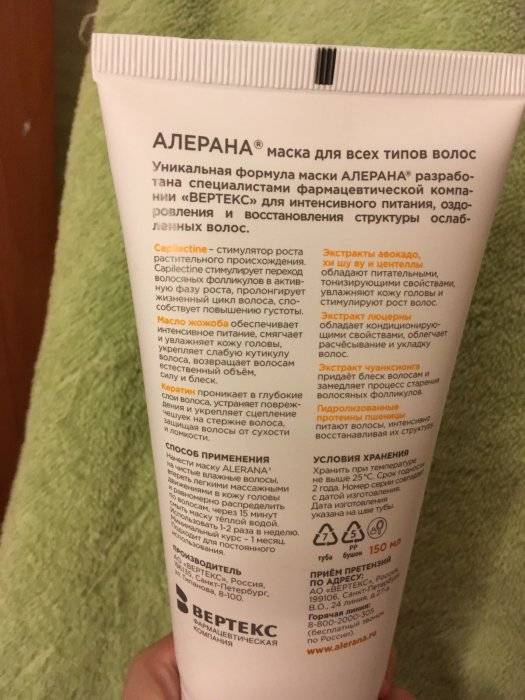 АЛЕРАНА® маска для всех типов волос
Уникальная формула маски АЛЕРАНА® разрабо-
тана специалистами фармацевтической компа-
нии «ВЕРТЕКС» для интенсивного питания, оздо-
ровления и восстановления структуры ослаб-
ленных волос.
Capilectine – стимулятор роста
растительного происхождения.
Capilectine стимулирует переход
волосяных фолликулов в актив-
ную фазу роста, пролонгирует
жизненный цикл волоса, спо-
собствует повышению густоты.
Масло жожоба обеспечивает
интенсивное питание, смягчает
и увлажняет кожу головы,
укрепляет слабую кутикулу
волоса, возвращает волосам
естественный объём,
силу и блеск.
Кератин проникает в глубокие
слои волоса, устраняет повреж-
дения и укрепляет сцепление
чешуек на стержне волоса,
защищая волосы от сухости
и ломкости.
СПОСОБ ПРИМЕНЕНИЯ
Нанести маску ALERANA®
на чистые влажные волосы,
втереть легкими массажными
движениями в кожу головы
и равномерно распределить
по волосам, через 15 минут
смыть маску тёплой водой.
Использовать 1-2 раза в неделю.
Минимальный курс – 1 месяц.
Подходит для постоянного
использования.
ПРОИЗВОДИТЕЛЬ
АО «ВЕРТЕКС», Россия,
Санкт-Петербург,
8-100.
ВЕРТЕКС
ФАРМАЦЕВТИЧЕСКАЯ
КОМПАНИЯ
Экстракты авокадо,
хи шу ву и центеллы
обладают питательными,
тонизирующими свойствами,
увлажняют кожу головы и
стимулируют рост волос.
Экстракт люцерны
обладает кондиционирую-
щими свойствами, облегчает
расчёсывание и укладку
волос.
Экстракт чуанксионга
придаёт блеск волосам и
замедляет процесс старения
волосяных фолликулов.
Гидролизованные
протеины пшеницы
питают волосы, интенсивно
восстанавливая их структуру.
УСЛОВИЯ ХРАНЕНИЯ
Хранить при температуре
не выше 25°С. Срок годности
2 года. Номер серии совпадает
с датой изготовления.
Дата изготовления
указана на шве тубы.
7
туба
5
PP
бушон
150 мл
ПРИЁМ ПРЕТЕНЗИЙ
ПО АДРЕСУ:
АО «ВЕРТЕКС», Россия,
199106, Санкт-Петербург,
В.О., 24 линия, д.27-а
Горячая линия:
8-800-2000-305
(бесплатный звонок
по России).
www.alerana.ru